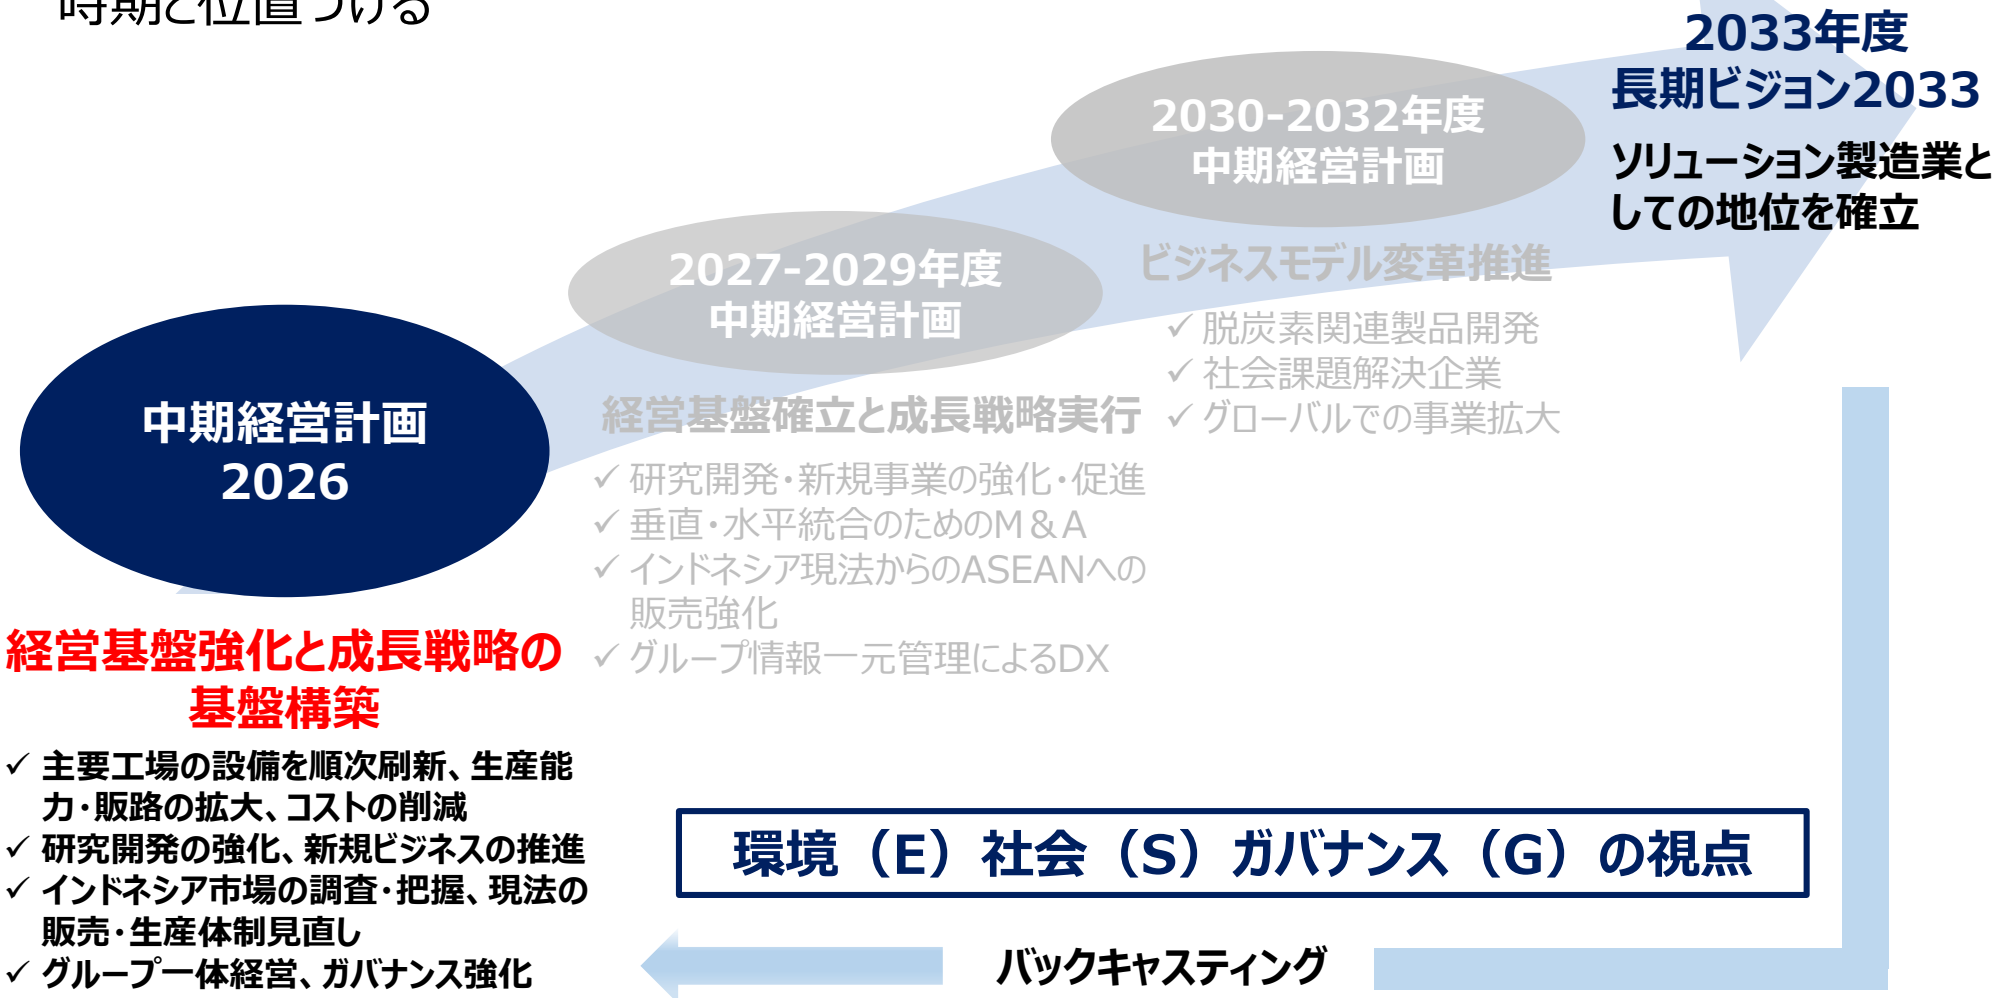 時期と位置づける
2033年度
長期ビジョン2033
ソリューション製造業と
しての地位を確立
2030-2032年度
中期経営計画
ビジネスモデル変革推進
✓ 脱炭素関連製品開発
✓ 社会課題解決企業
✓ グローバルでの事業拡大
2027-2029年度
中期経営計画
経営基盤確立と成長戦略実行
✓ 研究開発・新規事業の強化・促進
✓ 垂直・水平統合のためのM＆A
✓ インドネシア現法からのASEANへの
販売強化
✓ グループ情報一元管理によるDX
中期経営計画
2026
経営基盤強化と成長戦略の
基盤構築
✓ 主要工場の設備を順次刷新、生産能
力・販路の拡大、コストの削減
✓ 研究開発の強化、新規ビジネスの推進
✓ インドネシア市場の調査・把握、現法の
販売・生産体制見直し
✓ グループ一体経営、ガバナンス強化
環境（E）社会（S）ガバナンス（G）の視点
バックキャスティング